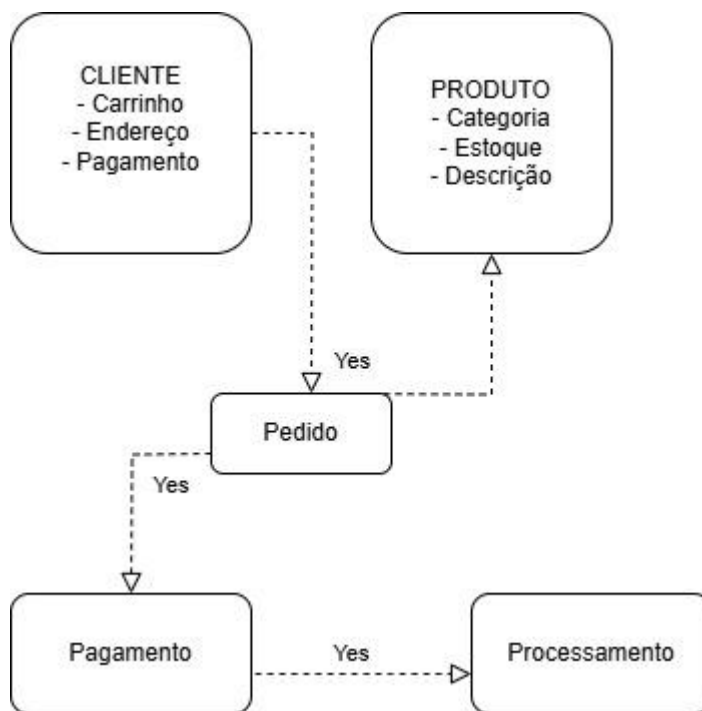 CLIENTE
- Carrinho
- Endereço
- Pagamento
PRODUTO
- Categoria
- Estoque
- Descrição
Yes
Pedido
Yes
Pagamento
Yes
Processamento